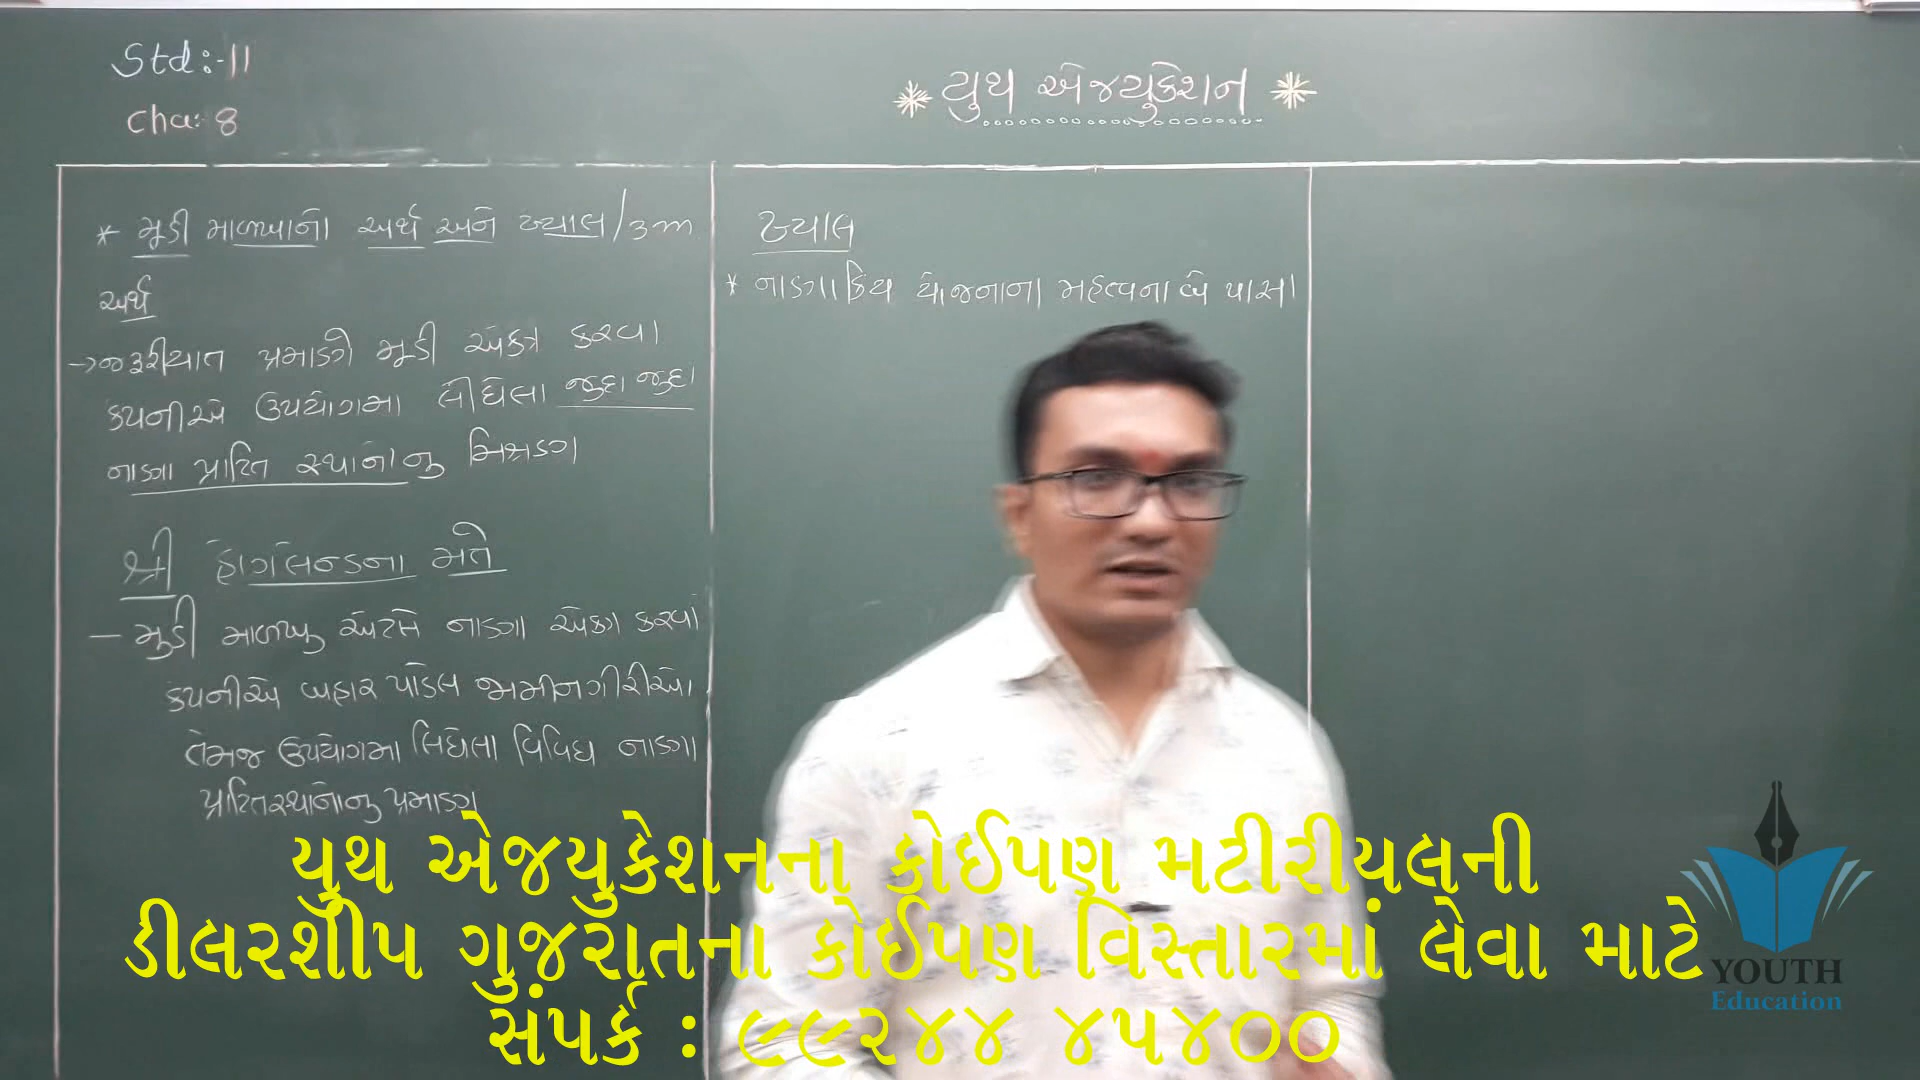 Std:-11
Cha: 8
* યુથ એજયુકેશન *
* મૂડી માળખાનો અર્થ અને ખ્યાલ/
અર્થ
→ જરૂરીયાત પ્રમાણે મૂડી એકત્ર કરવા
કંપનીએ ઉપયોગમાં લીધેલા જુદા જુદા
નાણા પ્રાપ્તિ સ્થાનોનુ મિશ્રણ
શ્રી હોગલેન્ડના મતે
– મૂડી માળખુ એટલે નાણા એકત્ર કરવા
કંપનીએ બહાર પાડેલ જામીનગીરીઓ
તેમજ ઉપયોગમા લિધેલા વિવિધ નાણા
પ્રાપ્તિસ્થાનોનુ પ્રમાણ
ખ્યાલ
* નાણાકિય યોજનાના મહત્વના બે પાસા
યુથ એજયુકેશનના કોઈપણ મટીરીયલની
ડીલરશીપ ગુજરાતના કોઈપણ વિસ્તારમાં લેવા માટે
સંપર્ક : ૯૯૨૪૪ ૪૫૪૦૦
YOUTH
Education